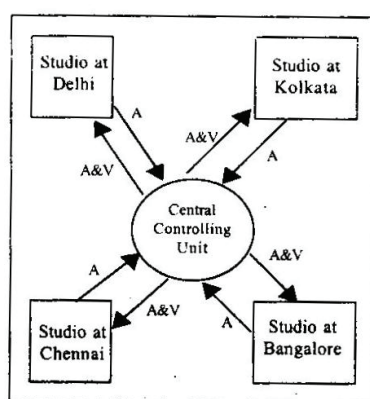 Studio at
Delhi
Studio at
Kolkata
A
A&V
A&V
A
Central
Controlling
Unit
A
A&V
A&V
A
Studio at
Chennai
Studio at
Bangalore